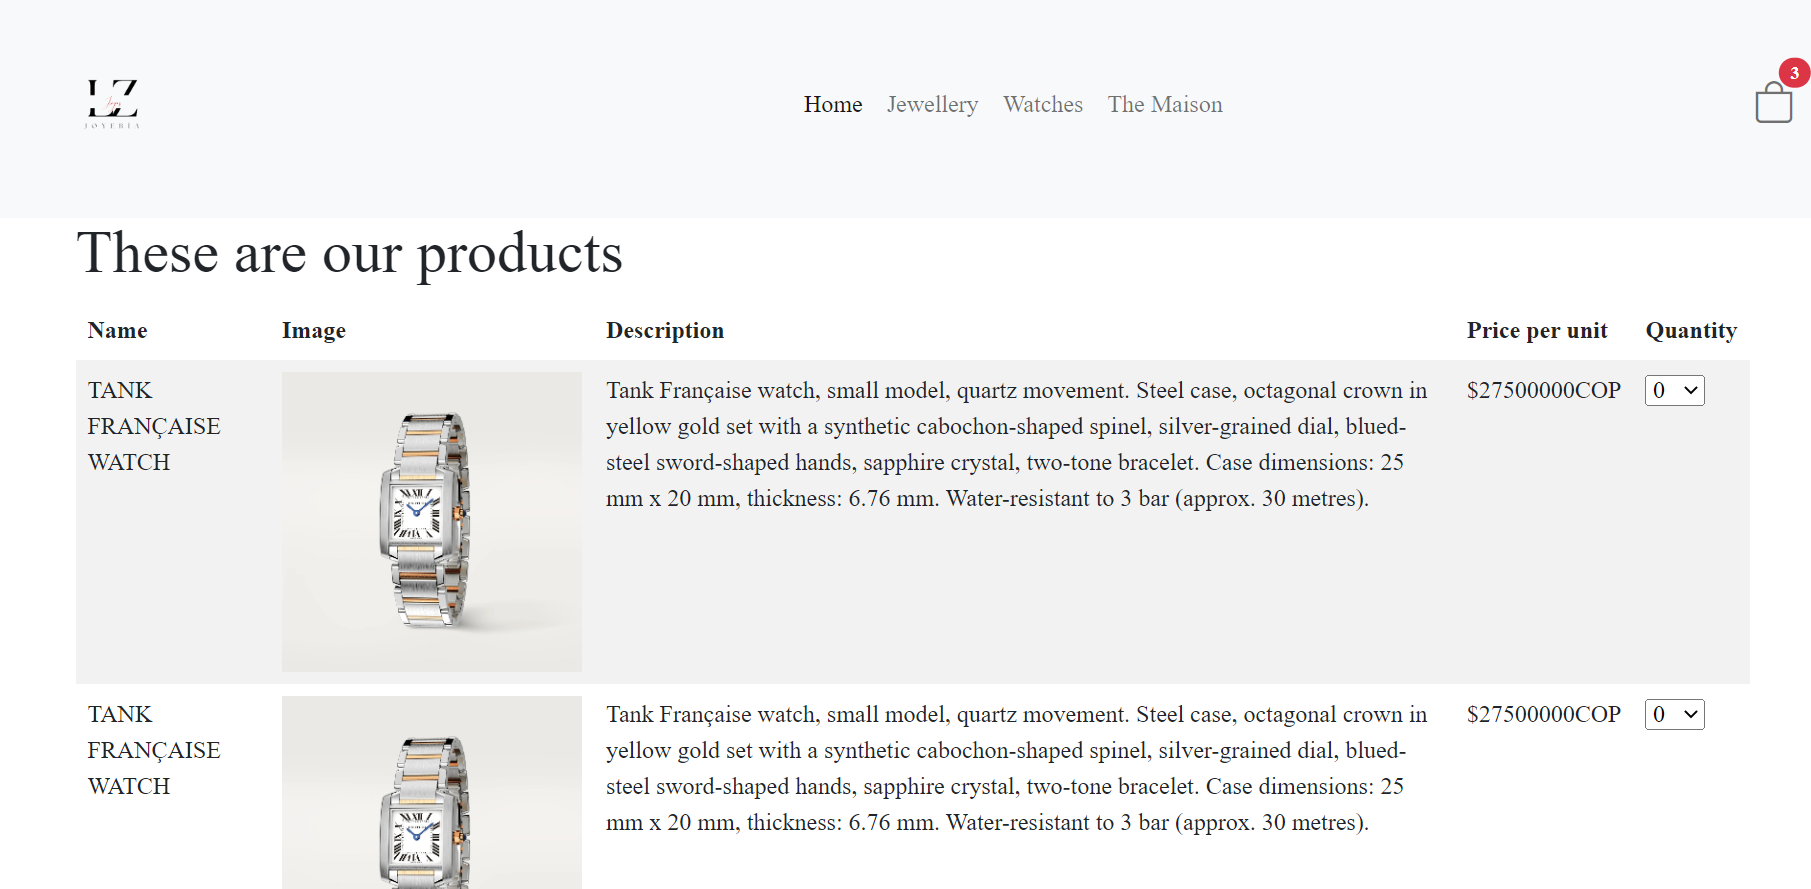 LZ
Joyas
JOYERIA
Home Jewellery Watches The Maison
3
These are our products
Name Image Description Price per unit Quantity
TANK
FRANÇAISE
WATCH
Tank Française watch, small model, quartz movement. Steel case, octagonal crown in
yellow gold set with a synthetic cabochon-shaped spinel, silver-grained dial, blued-
steel sword-shaped hands, sapphire crystal, two-tone bracelet. Case dimensions: 25
mm x 20 mm, thickness: 6.76 mm. Water-resistant to 3 bar (approx. 30 metres).
$27500000COP
0
TANK
FRANÇAISE
WATCH
Tank Française watch, small model, quartz movement. Steel case, octagonal crown in
yellow gold set with a synthetic cabochon-shaped spinel, silver-grained dial, blued-
steel sword-shaped hands, sapphire crystal, two-tone bracelet. Case dimensions: 25
mm x 20 mm, thickness: 6.76 mm. Water-resistant to 3 bar (approx. 30 metres).
$27500000COP
0